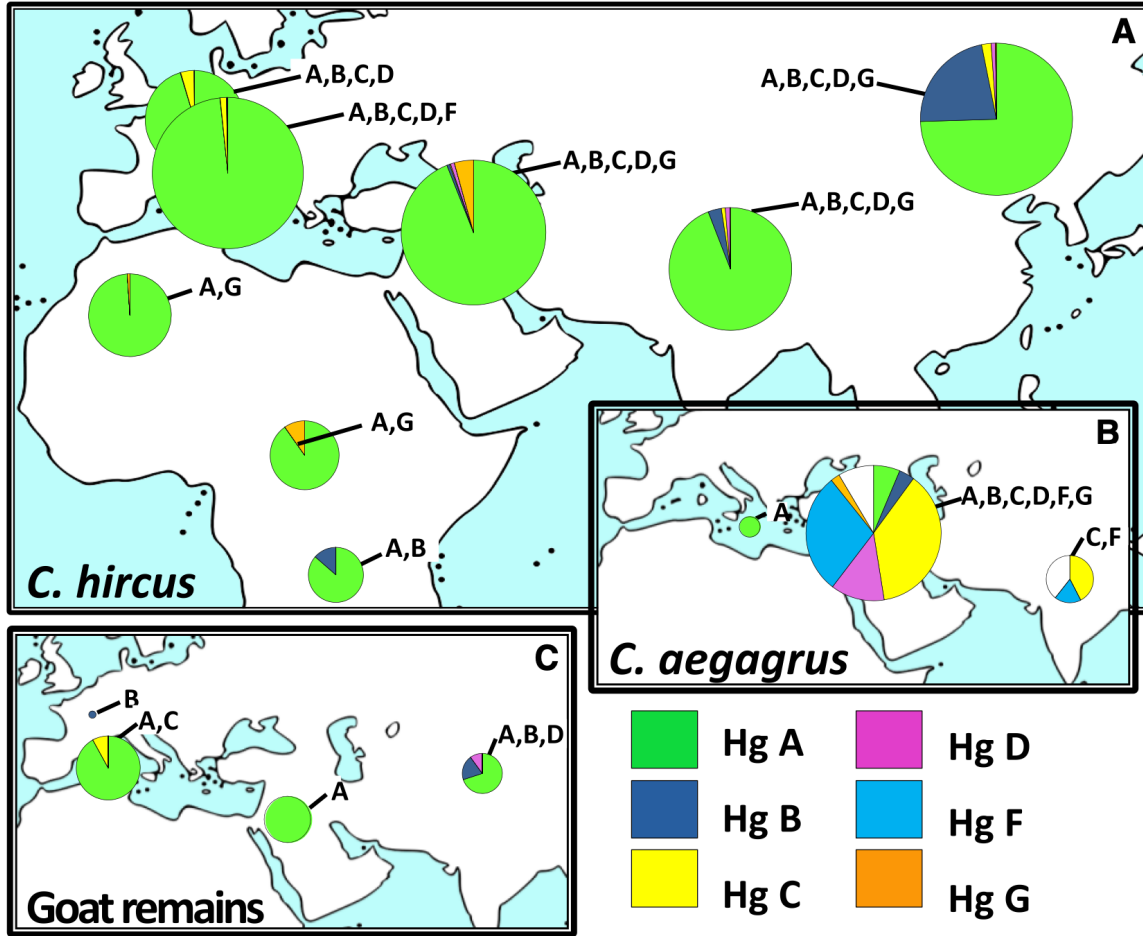 A
A,B,C,D
A,B,C,D,F
A,B,C,D,G
A,B,C,D,G
A,B,C,D,G
A,G
A,G
A,B
C. hircus
B
A
A,B,C,D,F,G
C,F
C. aegagrus
C
B
A,C
A
A,B,D
Goat remains
Hg A
Hg B
Hg C
Hg D
Hg F
Hg G